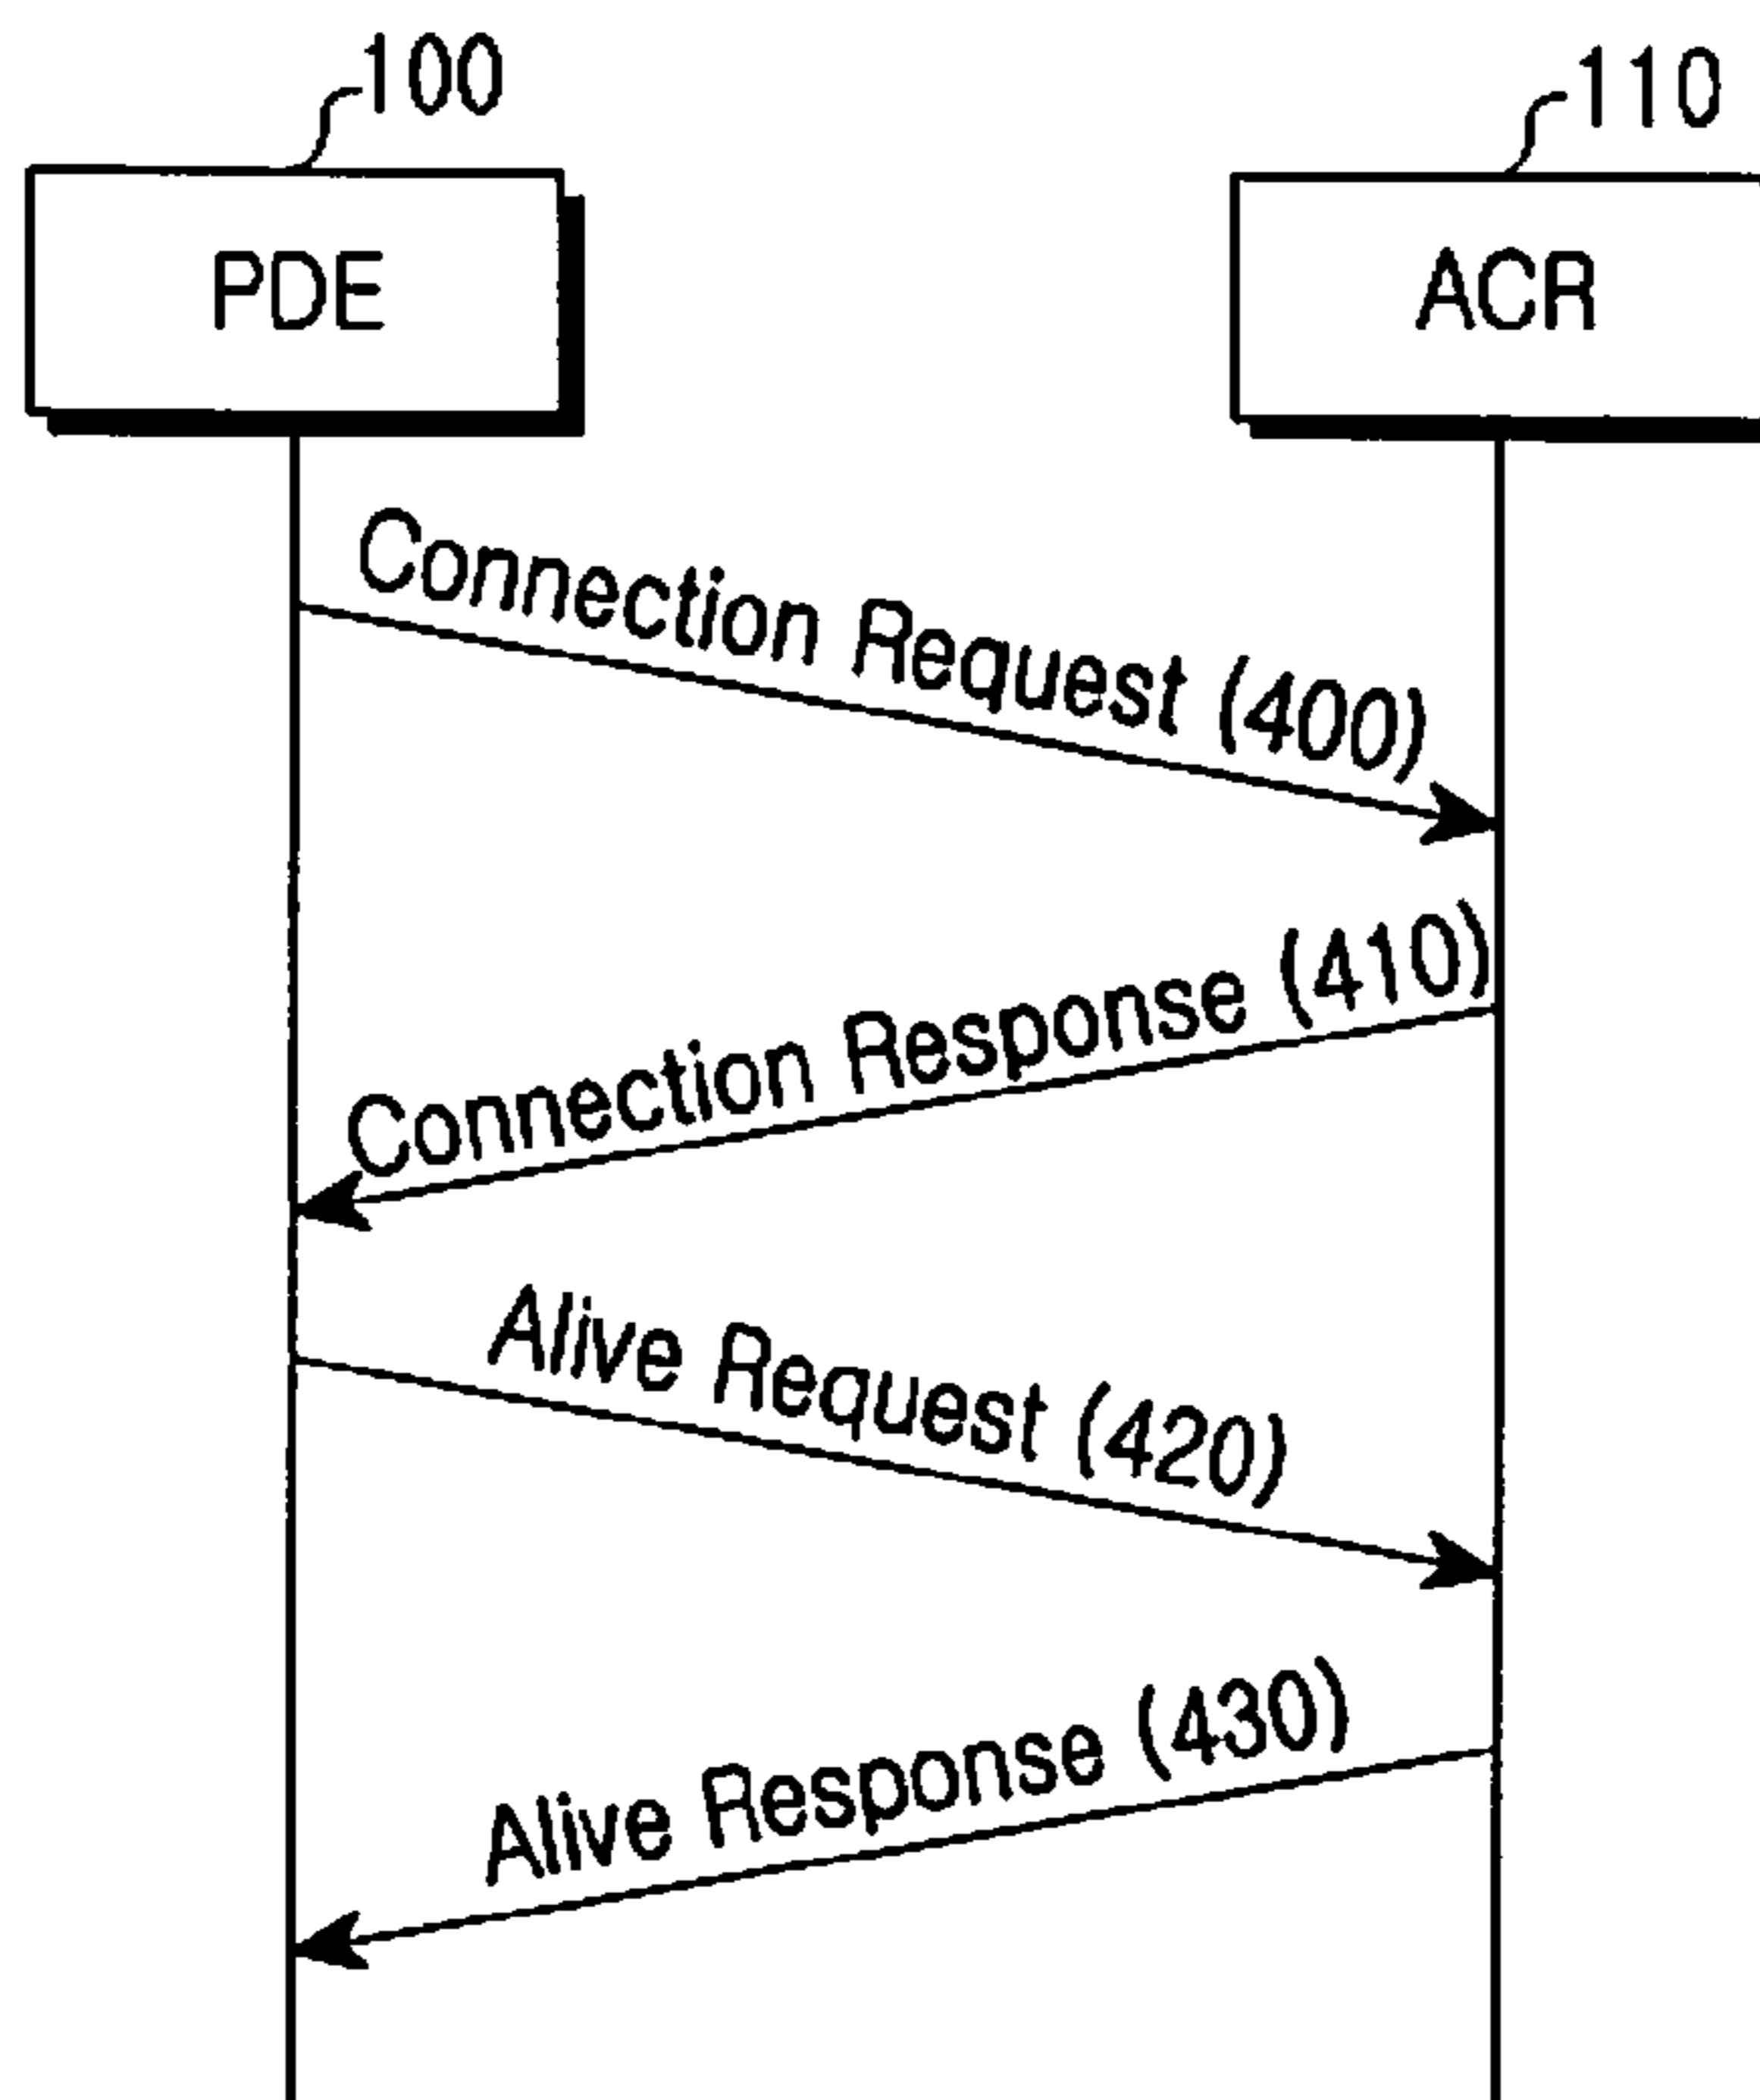 100
110
PDE
ACR
Connection Request (400)
Connection Response (410)
Alive Request (420)
Alive Response (430)